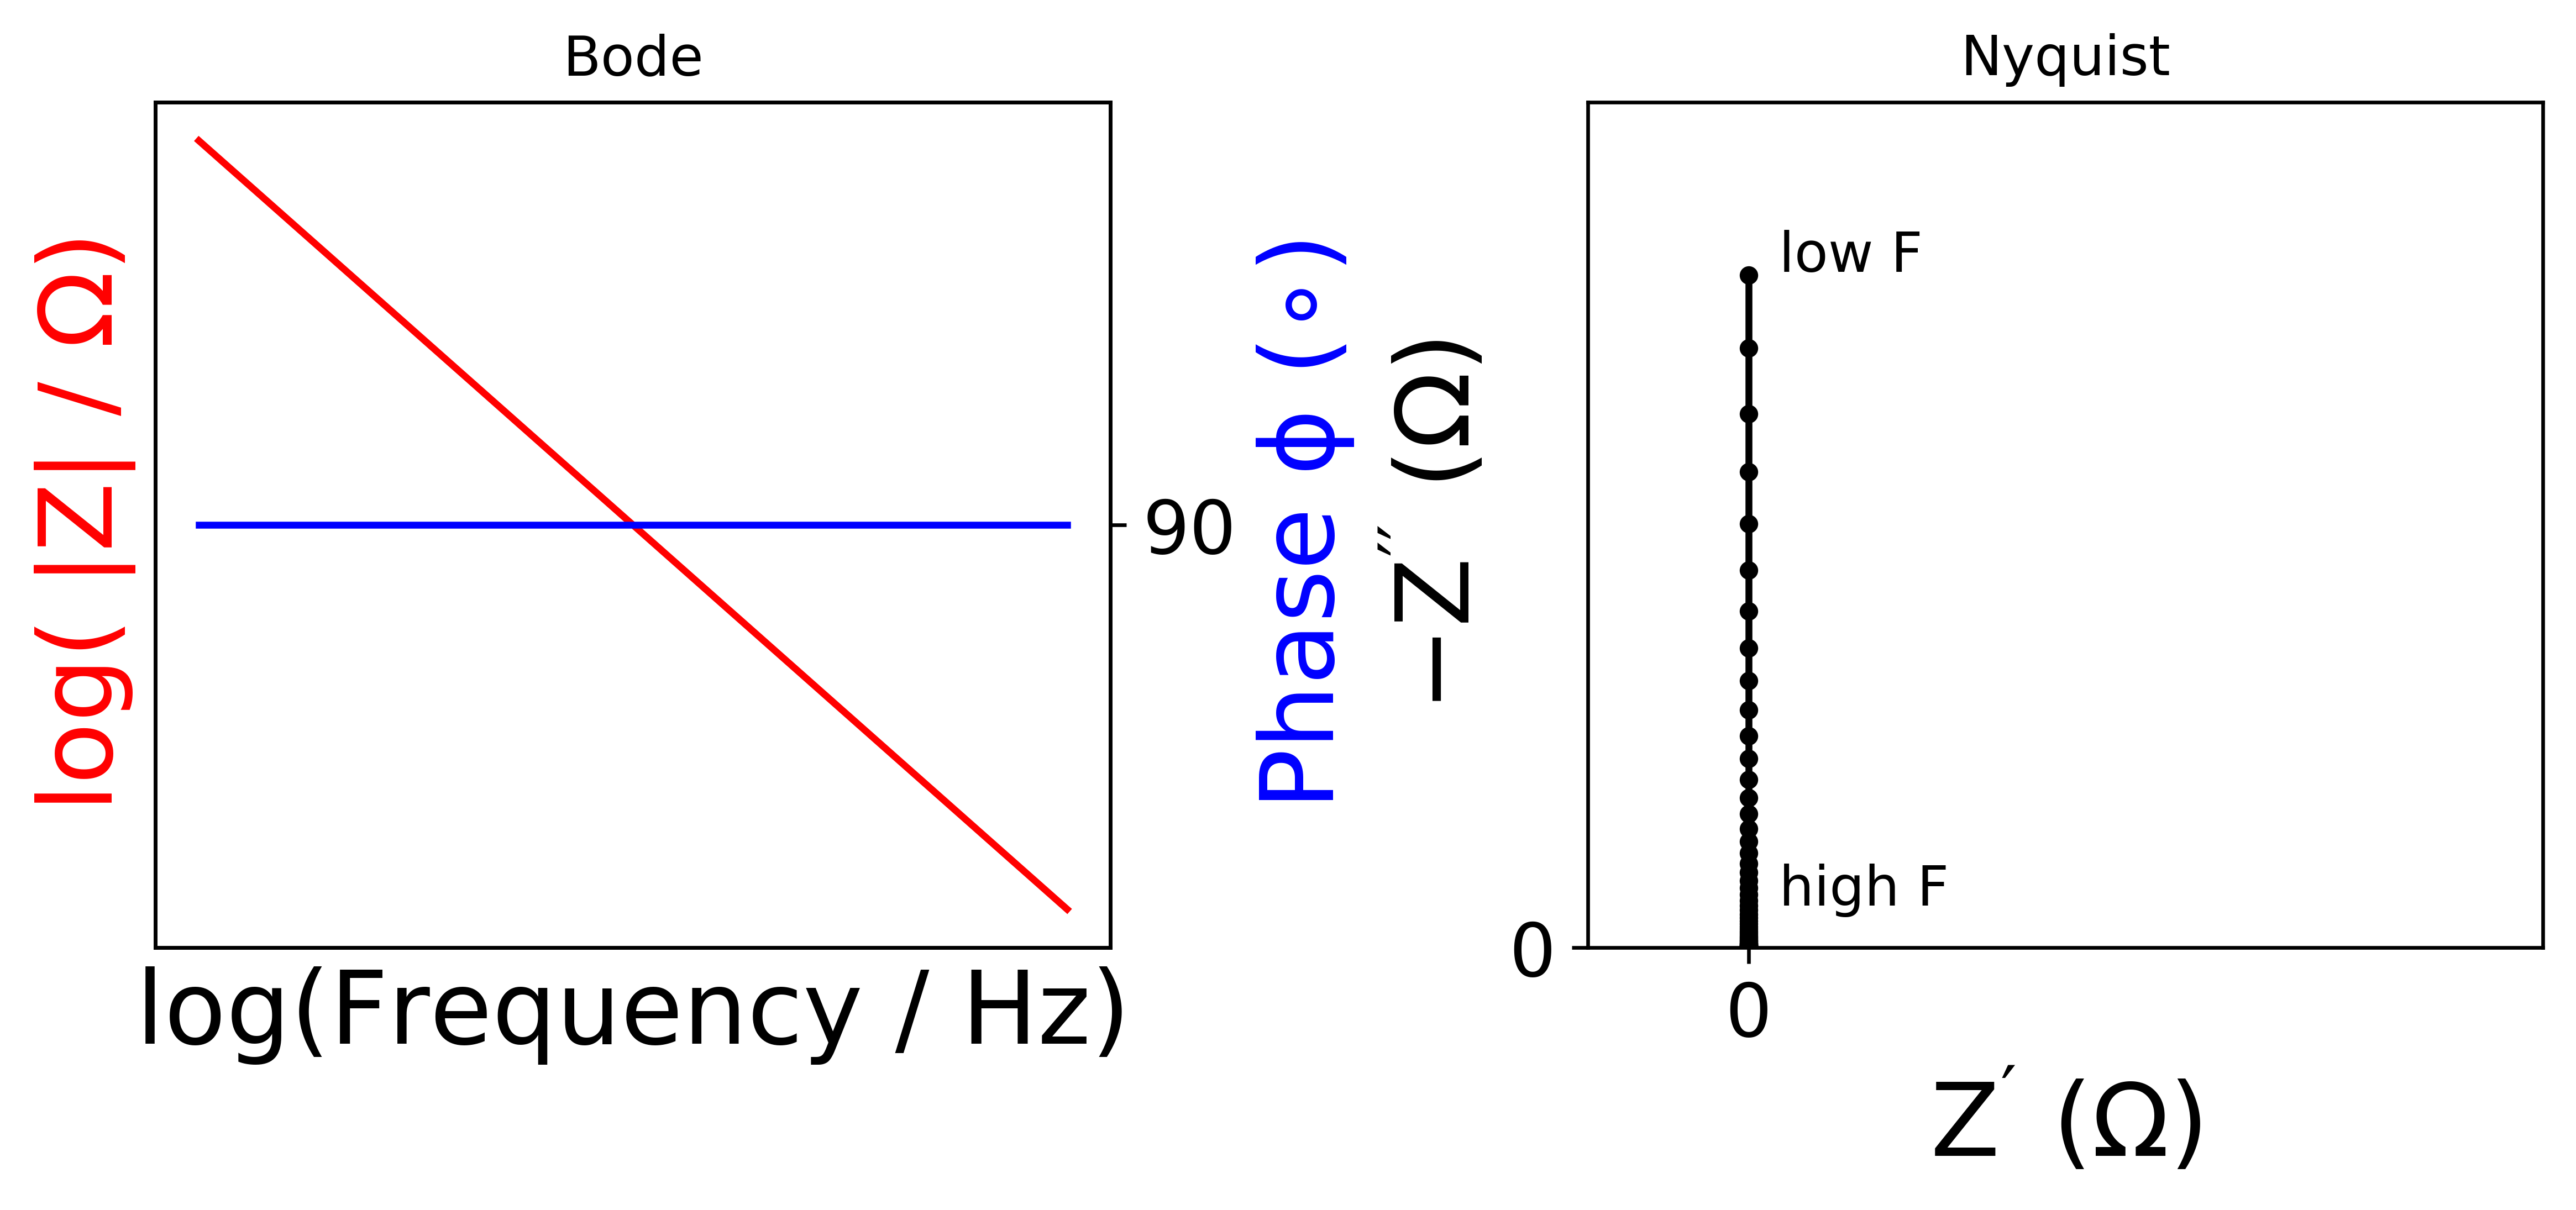 Bode
log( |Z| / Ω)
90
Phase ϕ (∘)
log(Frequency / Hz)
Nyquist
−Z′′ (Ω)
low F
high F
0
0
Z′ (Ω)